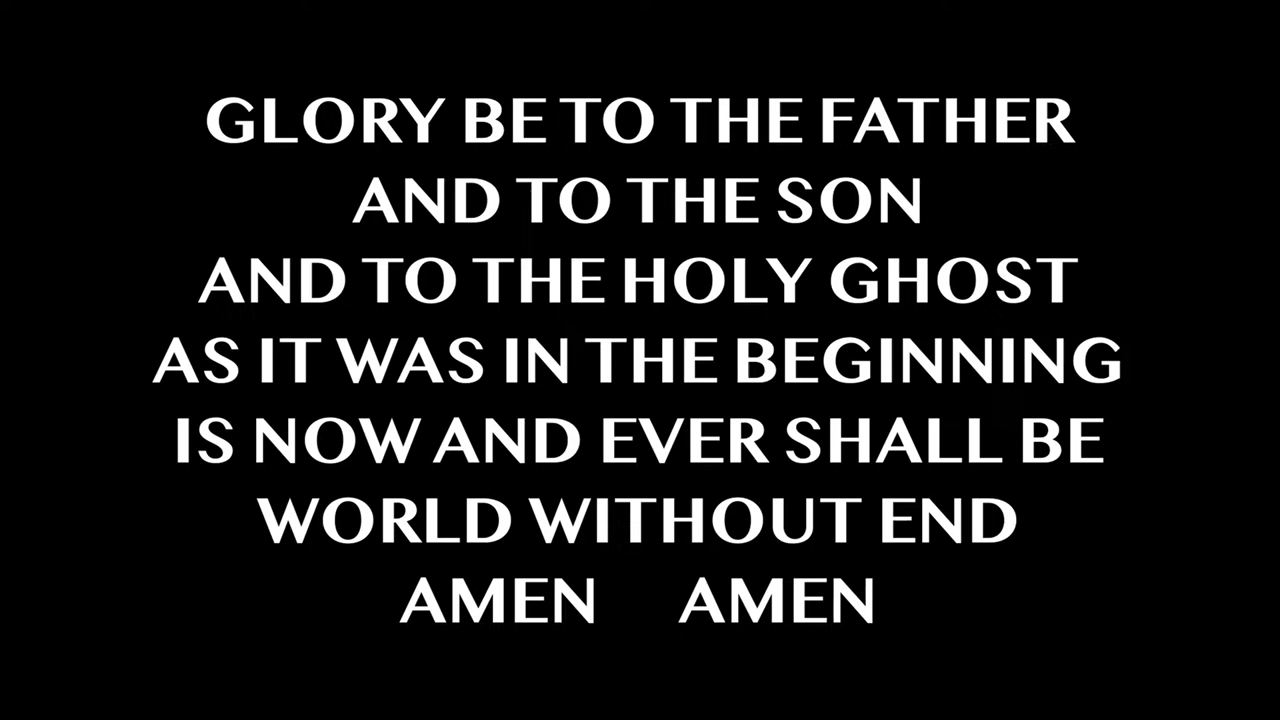 GLORY BE TO THE FATHER
AND TO THE SON
AND TO THE HOLY GHOST
AS IT WAS IN THE BEGINNING
IS NOW AND EVER SHALL BE
WORLD WITHOUT END
AMEN AMEN